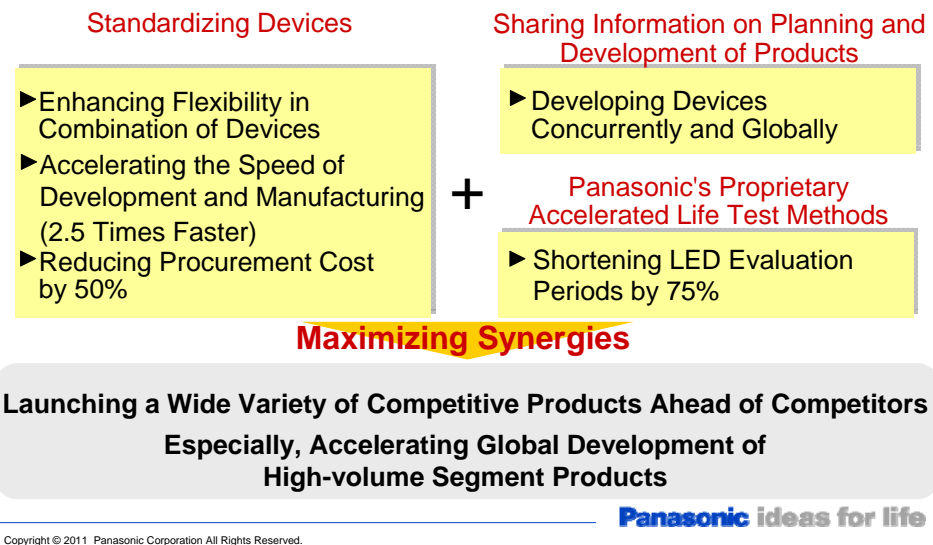 Standardizing Devices
►Enhancing Flexibility in
Combination of Devices
►Accelerating the Speed of
Development and Manufacturing
(2.5 Times Faster)
►Reducing Procurement Cost
by 50%
+
Sharing Information on Planning and
Development of Products
► Developing Devices
Concurrently and Globally
Panasonic's Proprietary
Accelerated Life Test Methods
► Shortening LED Evaluation
Periods by 75%
Maximizing Synergies
Launching a Wide Variety of Competitive Products Ahead of Competitors
Especially, Accelerating Global Development of
High-volume Segment Products
Panasonic ideas for life
Copyright © 2011 Panasonic Corporation All Rights Reserved.